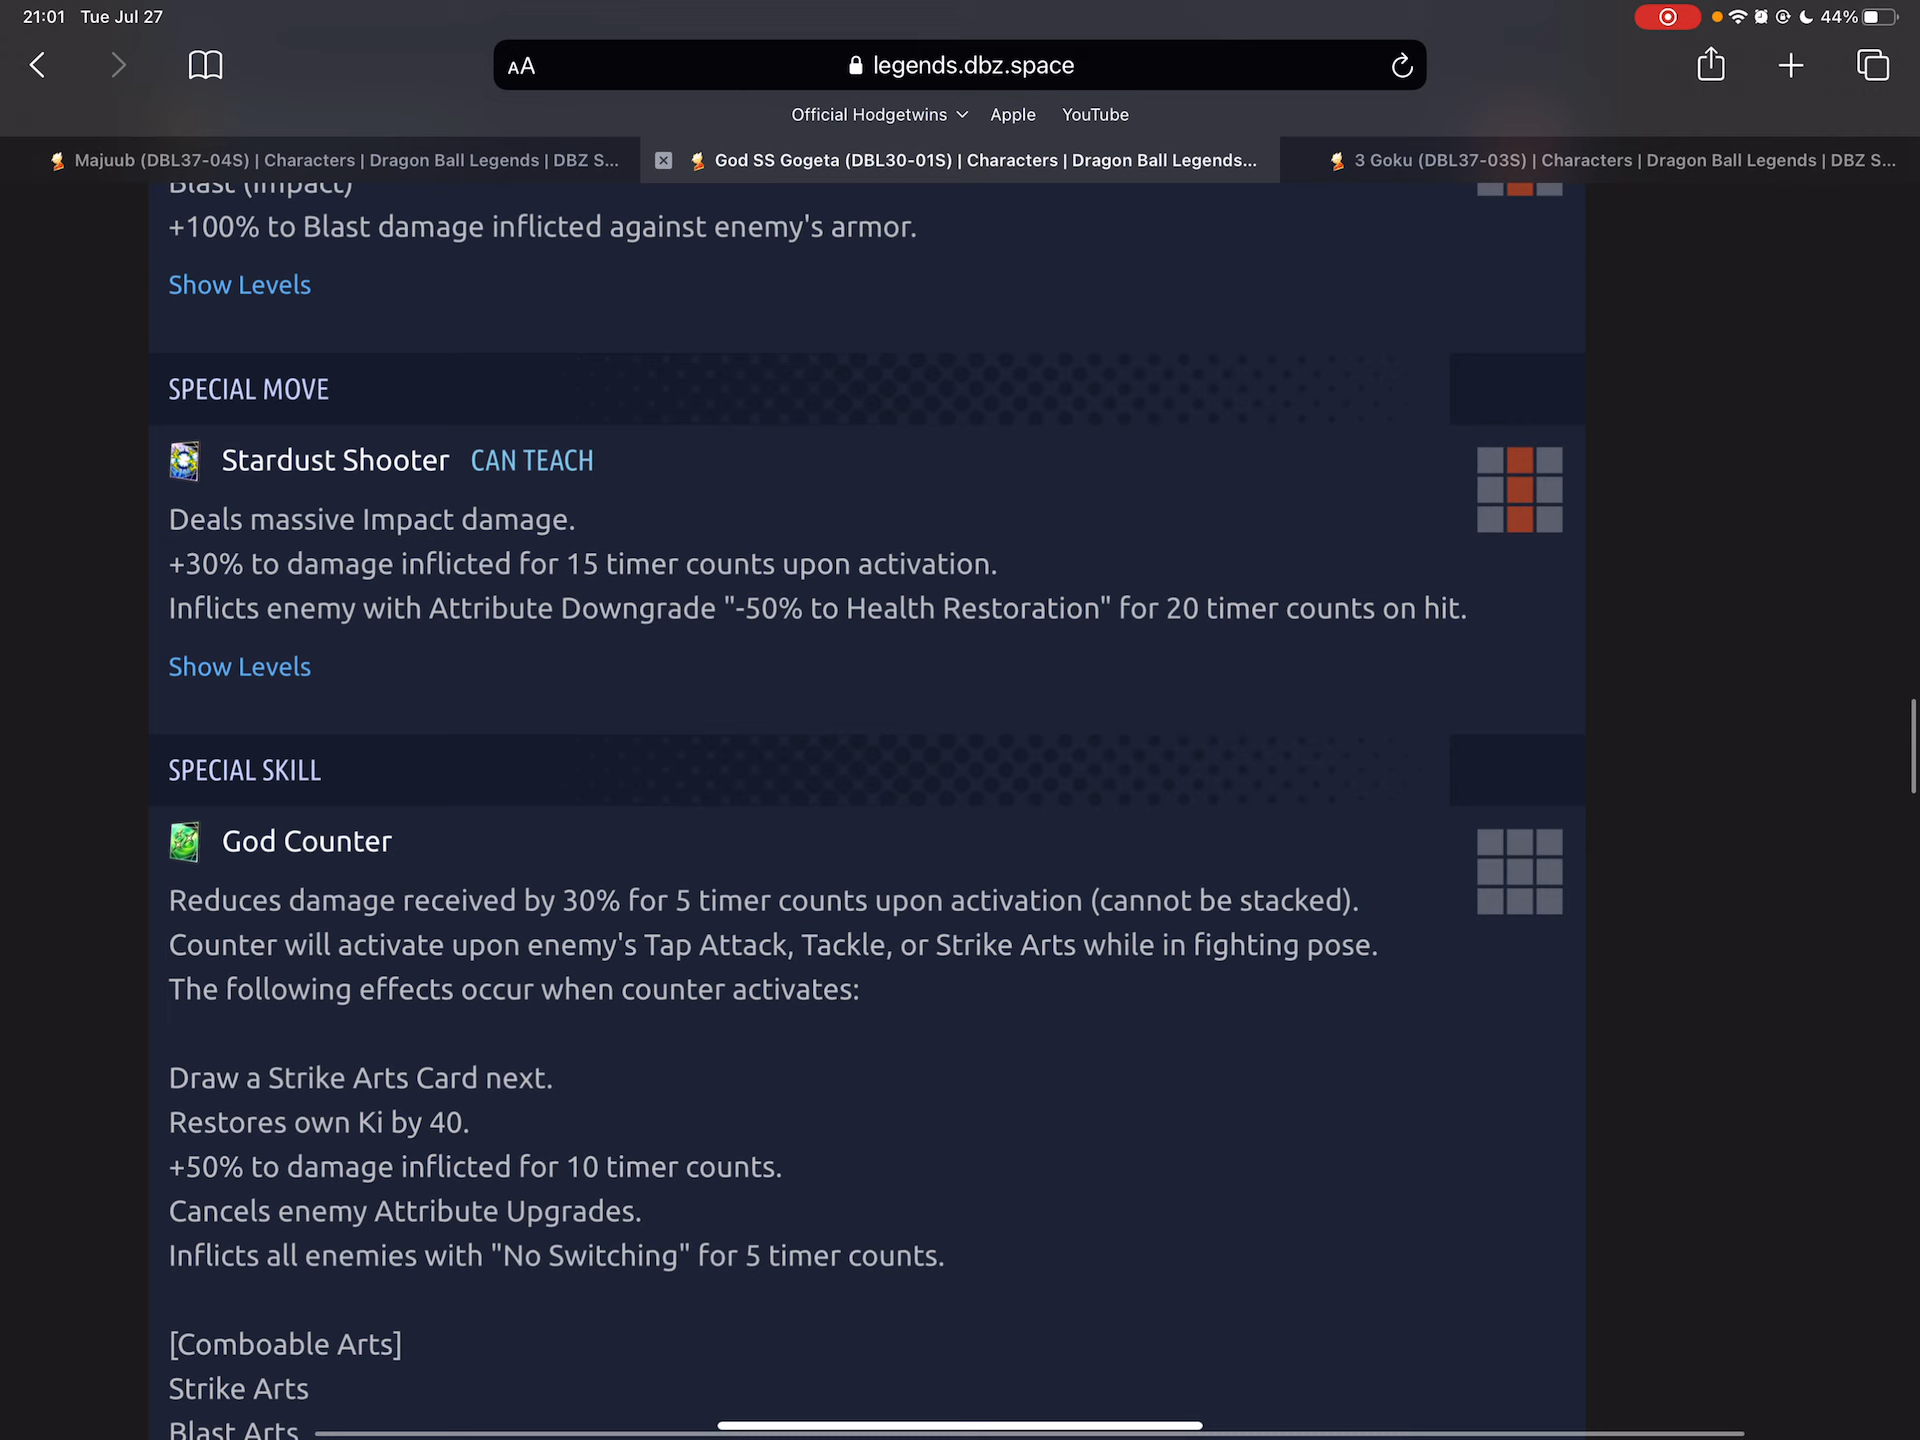 21:01 Tue Jul 27
44%
AA legends.dbz.space
Official Hodgetwins Apple YouTube
Majuub (DBL37-04S) | Characters | Dragon Ball Legends | DBZ S...
God SS Gogeta (DBL30-01S) | Characters | Dragon Ball Legends...
3 Goku (DBL37-03S) | Characters | Dragon Ball Legends | DBZ S...
Blast (Impact)
+100% to Blast damage inflicted against enemy's armor.
Show Levels
SPECIAL MOVE
Stardust Shooter CAN TEACH
Deals massive Impact damage.
+30% to damage inflicted for 15 timer counts upon activation.
Inflicts enemy with Attribute Downgrade "-50% to Health Restoration" for 20 timer counts on hit.
Show Levels
SPECIAL SKILL
God Counter
Reduces damage received by 30% for 5 timer counts upon activation (cannot be stacked).
Counter will activate upon enemy's Tap Attack, Tackle, or Strike Arts while in fighting pose.
The following effects occur when counter activates:
Draw a Strike Arts Card next.
Restores own Ki by 40.
+50% to damage inflicted for 10 timer counts.
Cancels enemy Attribute Upgrades.
Inflicts all enemies with "No Switching" for 5 timer counts.
[Comboable Arts]
Strike Arts
Blast Arts